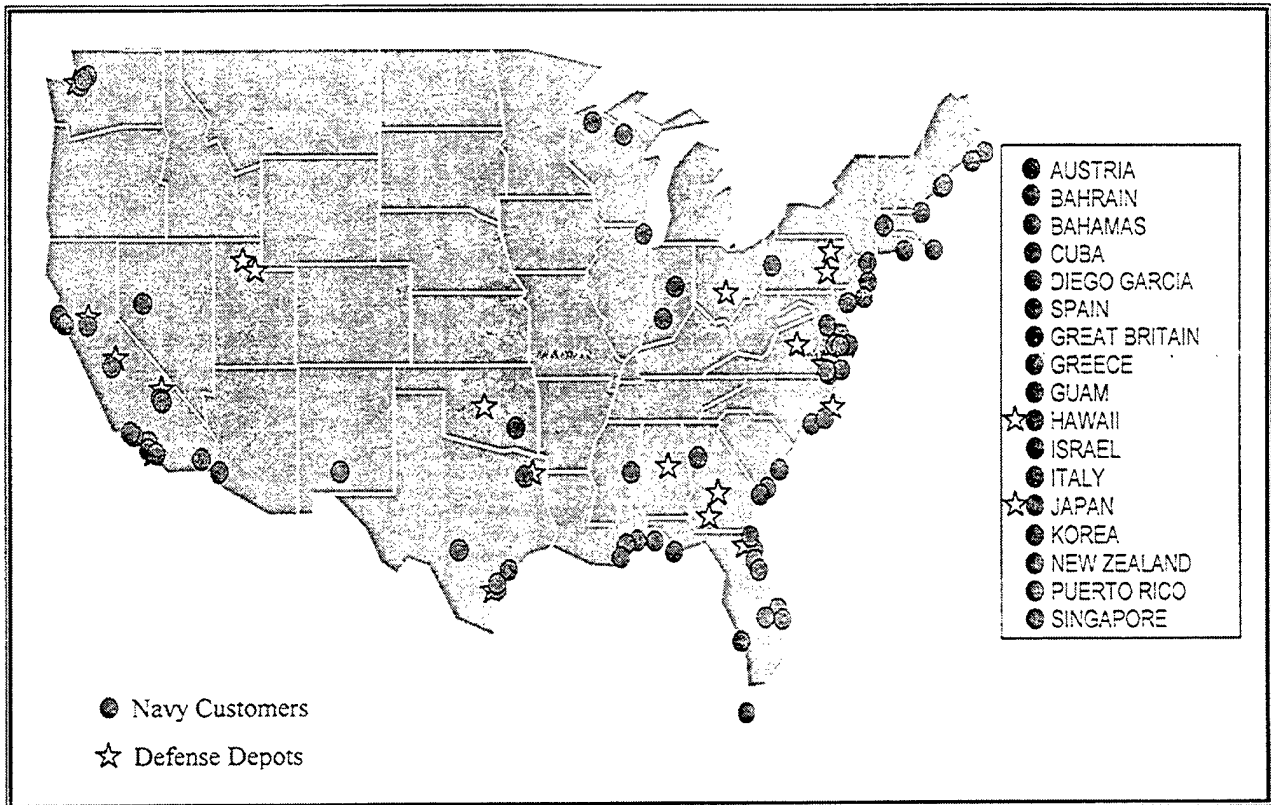 AUSTRIA
BAHRAIN
BAHAMAS
CUBA
DIEGO GARCIA
SPAIN
GREAT BRITAIN
GREECE
GUAM
HAWAII
ISRAEL
ITALY
JAPAN
KOREA
NEW ZEALAND
PUERTO RICO
SINGAPORE
Navy Customers
Defense Depots